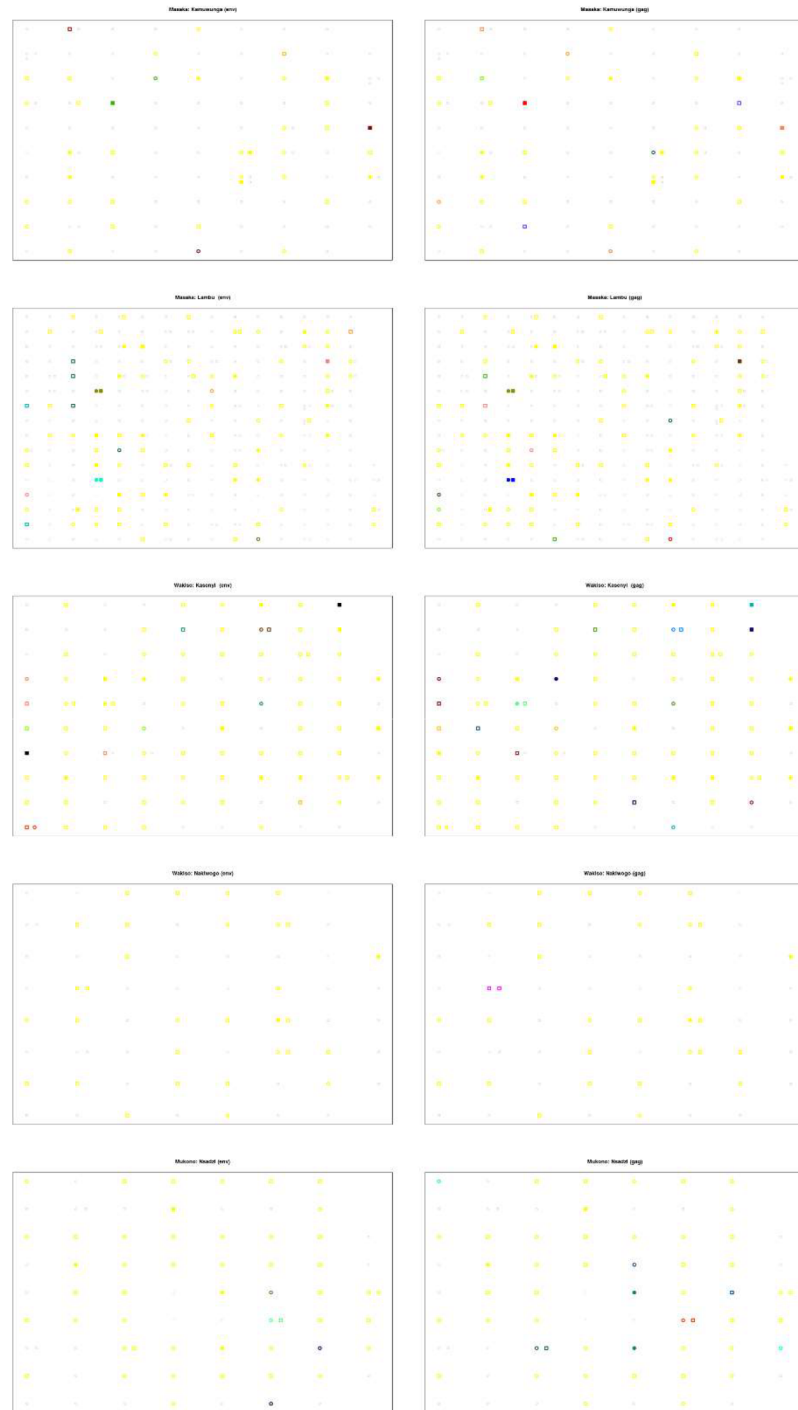 Masaka: Kamuwunga (env)
Masaka: Kamuwunga (gag)
Masaka: Lambu (env)
Masaka: Lambu (gag)
Wakiso: Kasenyi (env)
Wakiso: Kasenyi (gag)
Wakiso: Nakiwogo (env)
Wakiso: Nakiwogo (gag)
Mukono: Nsadzi (env)
Mukono: Nsadzi (gag)